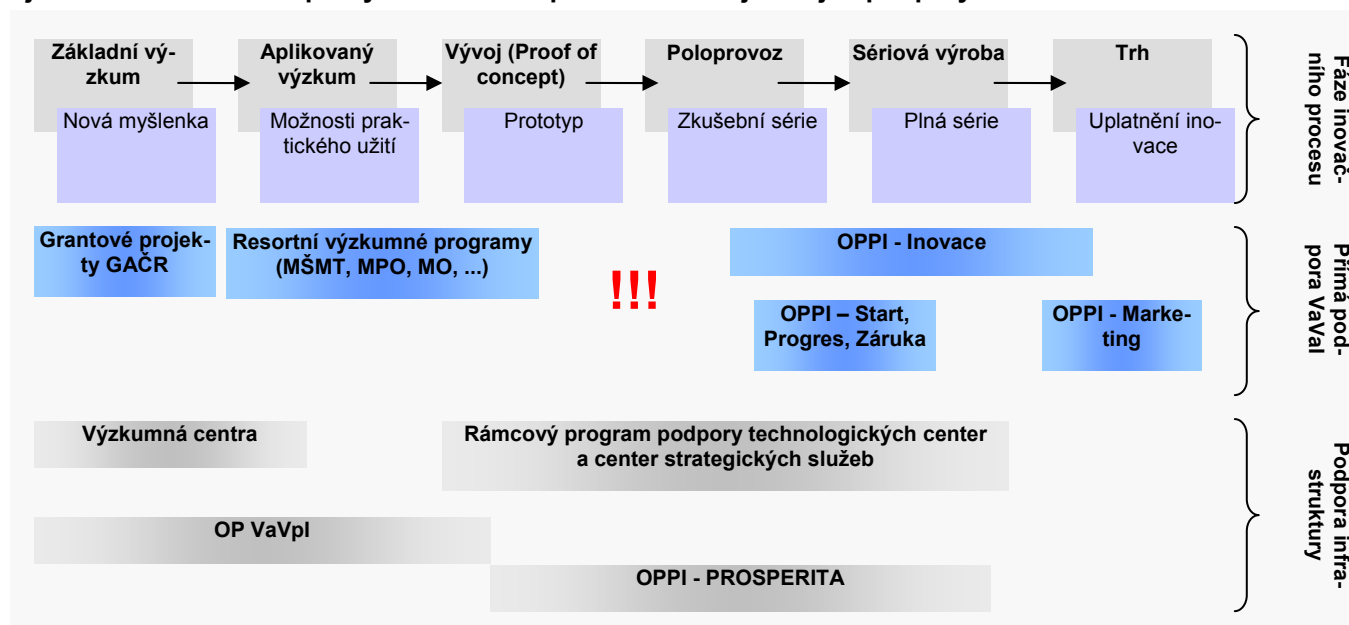 Základní vý-
zkum
Aplikovaný
výzkum
Vývoj (Proof of
concept)
Poloprovoz
Sériová výroba
Trh
Nová myšlenka
Možnosti prak-
tického užití
Prototyp
Zkušební série
Plná série
Uplatnění ino-
vace
Fáze inovač-
ního procesu
Grantové projek-
ty GAČR
Resortní výzkumné programy
(MŠMT, MPO, MO, ...)
!!!
OPPI - Inovace
OPPI – Start,
Progres, Záruka
OPPI - Marke-
ting
Přímá pod-
pora VaVaI
Výzkumná centra
Rámcový program podpory technologických center
a center strategických služeb
OP VaVpI
OPPI - PROSPERITA
Podpora infra-
struktury